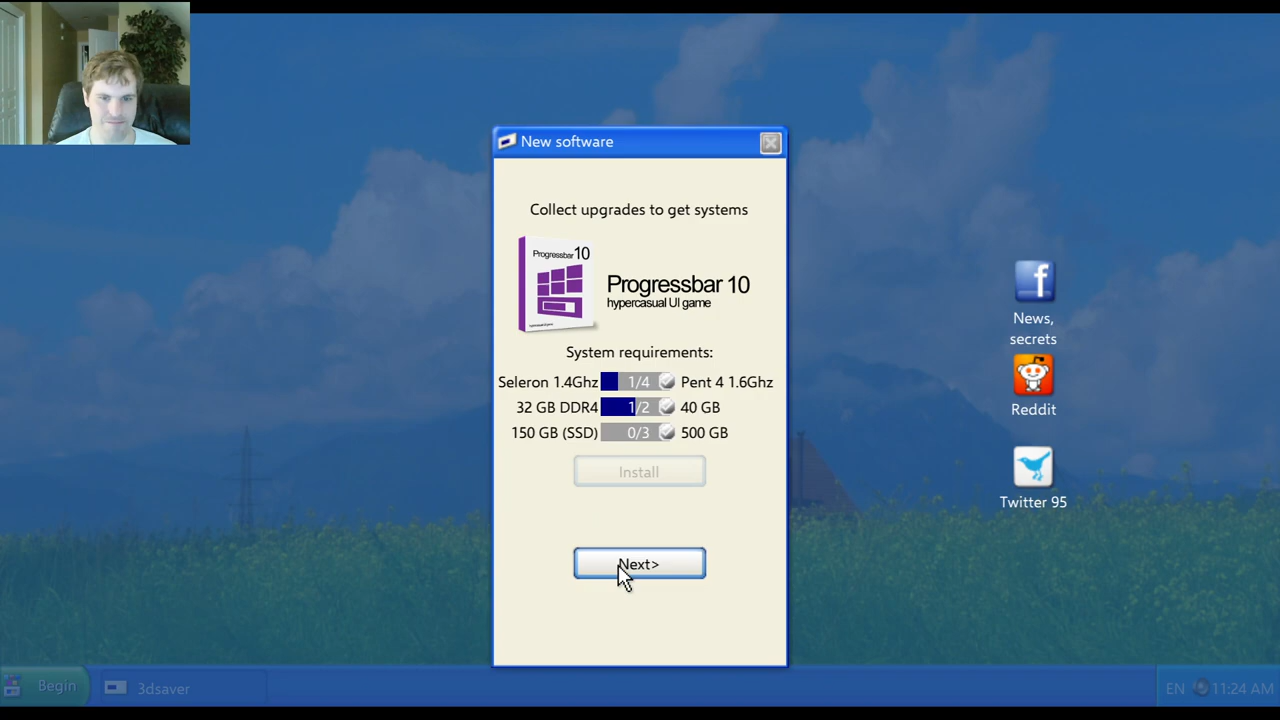 New software
Collect upgrades to get systems
Progressbar 10
Progressbar 10
hypercasual UI game
System requirements:
Seleron 1.4Ghz 1/4 Pent 4 1.6Ghz
32 GB DDR4 1/2 40 GB
150 GB (SSD) 0/3 500 GB
Install
Next>
News,
secrets
Reddit
Twitter 95
Begin
3dsaver
EN 11:24 AM